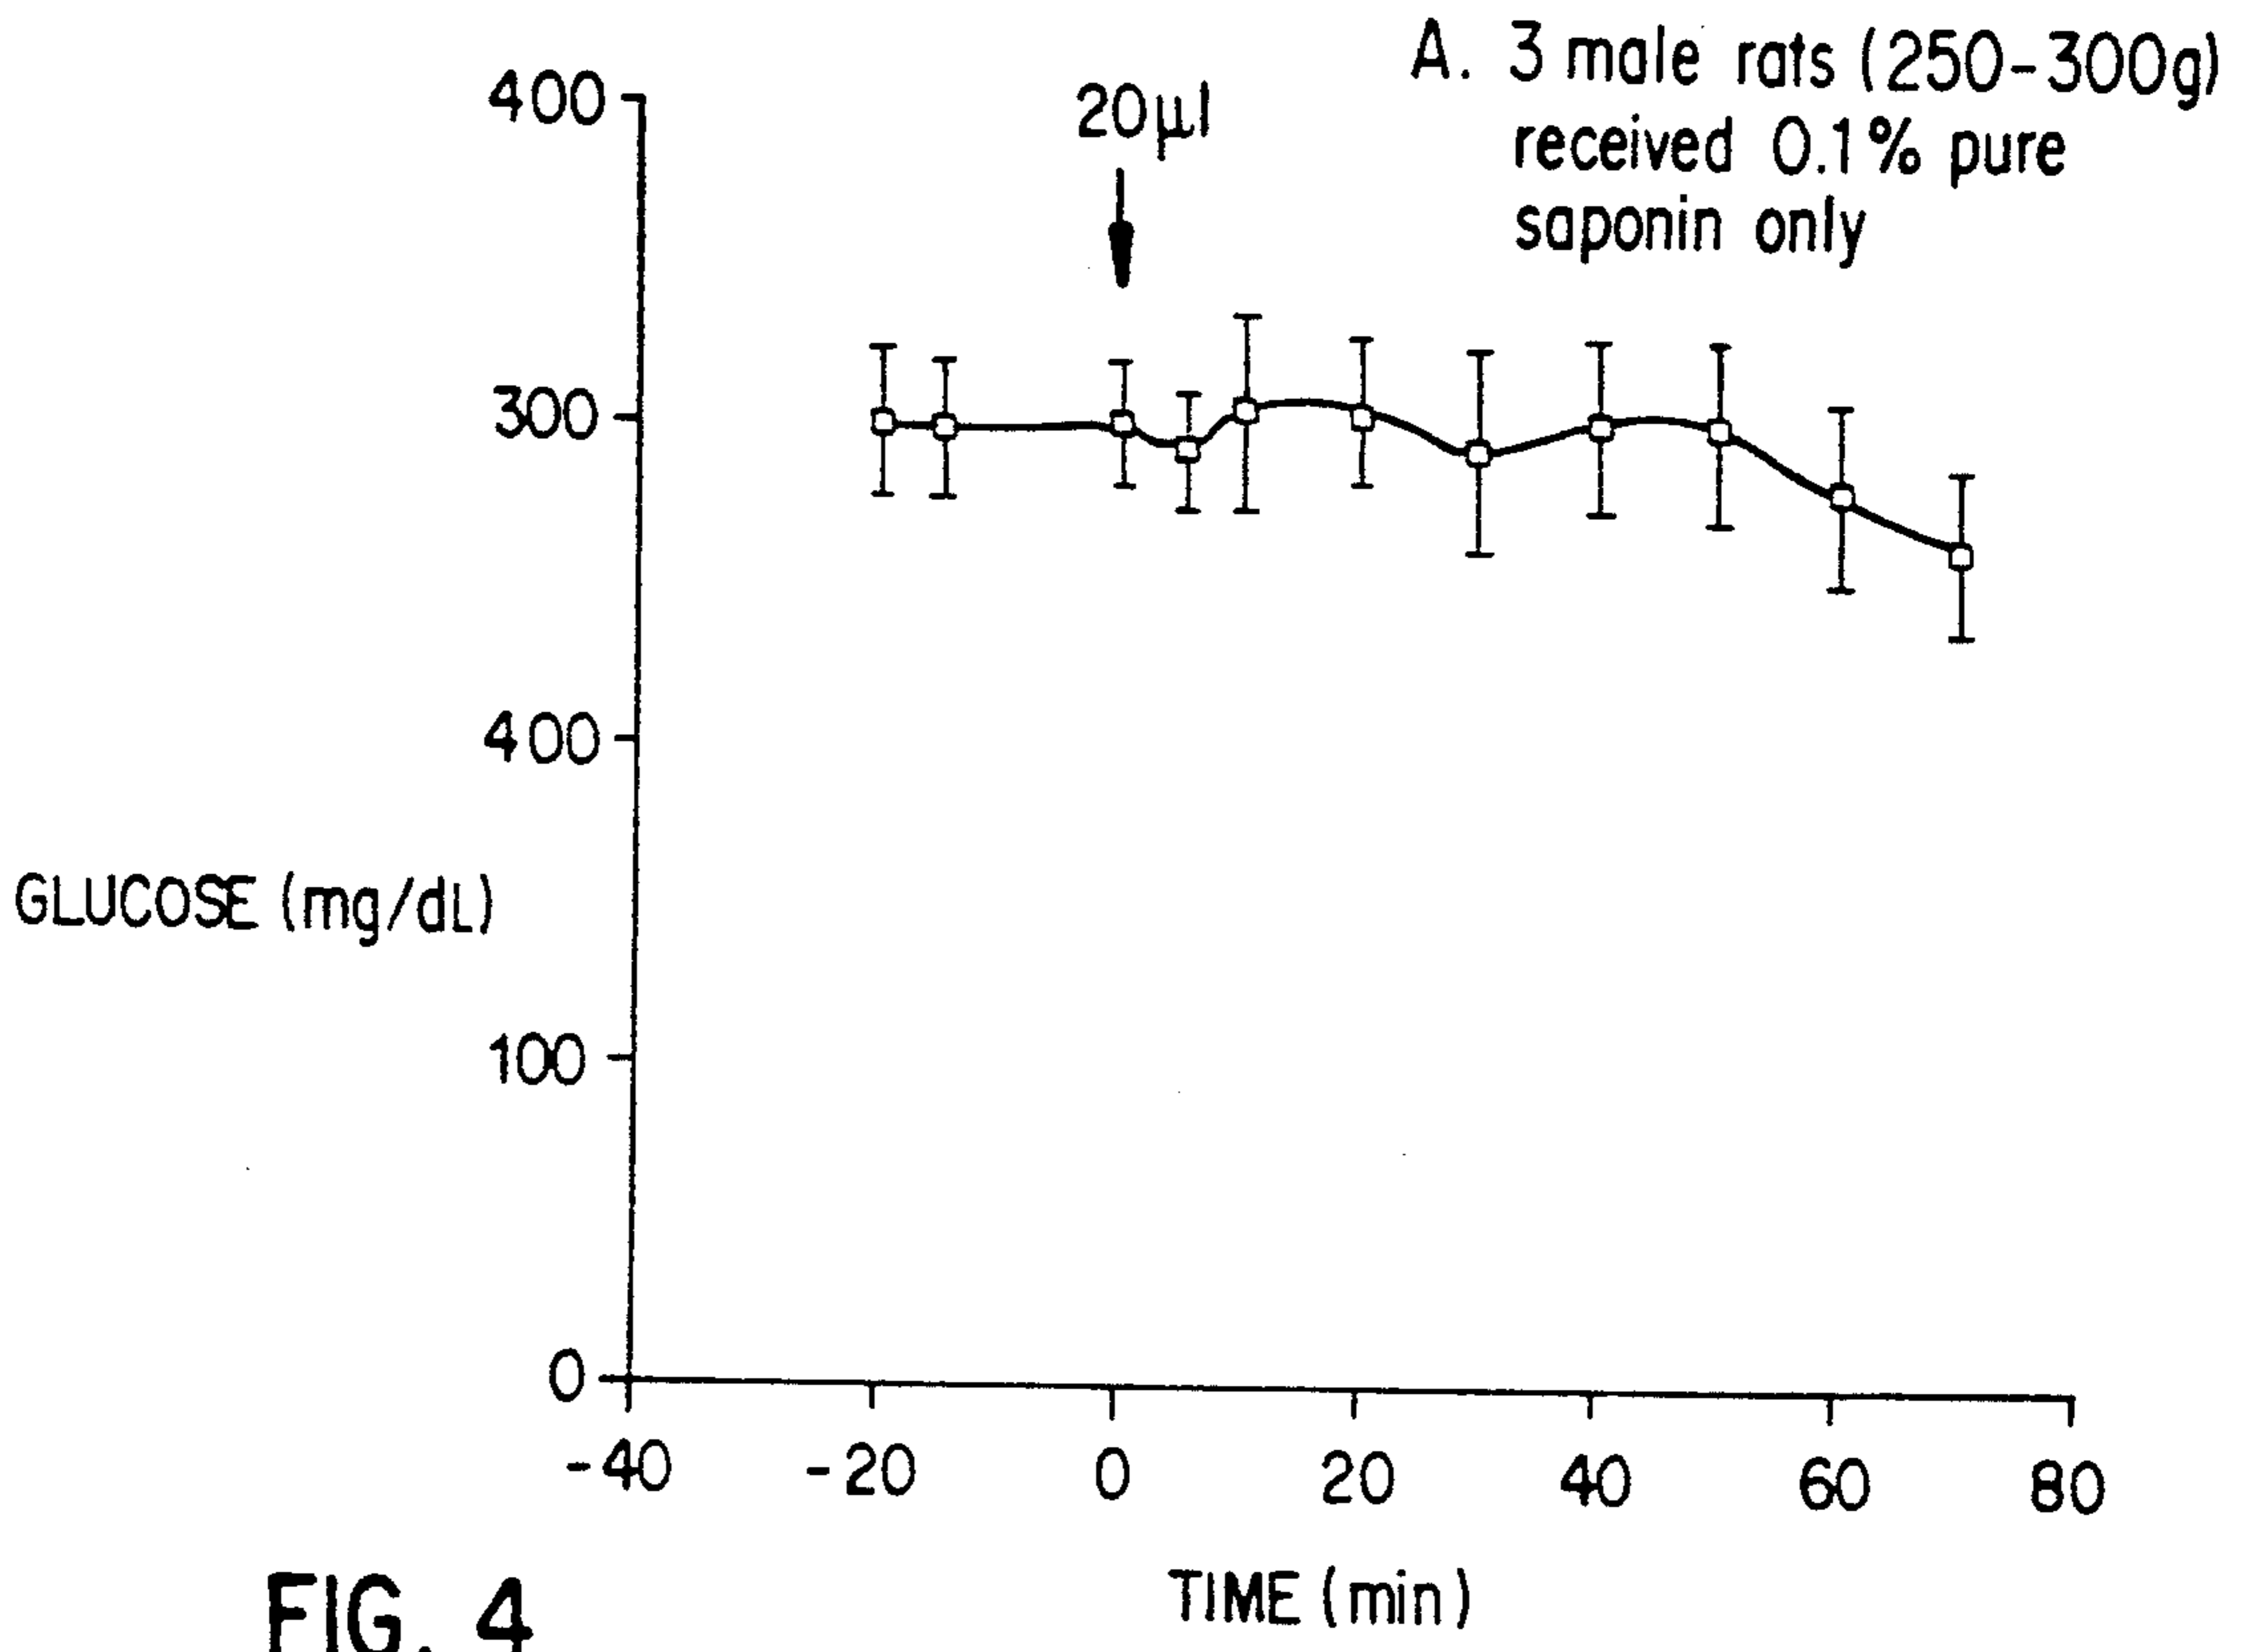 A. 3 male rats (250-300g)
received 0.1% pure
saponin only
20µl
400
300
400
100
0
GLUCOSE (mg/dL)
-40 -20 0 20 40 60 80
TIME (min)
FIG. 4